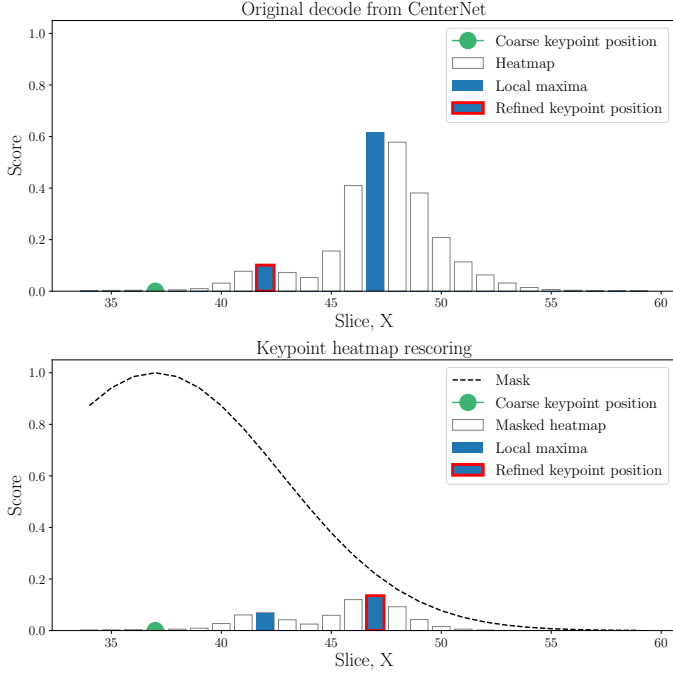 Original decode from CenterNet
1.0
0.8
0.6
0.4
0.2
0.0
Score
Coarse keypoint position
Heatmap
Local maxima
Refined keypoint position
35 40 45 50 55 60
Slice, X
Keypoint heatmap rescoring
1.0
0.8
0.6
0.4
0.2
0.0
Score
Mask
Coarse keypoint position
Masked heatmap
Local maxima
Refined keypoint position
35 40 45 50 55 60
Slice, X